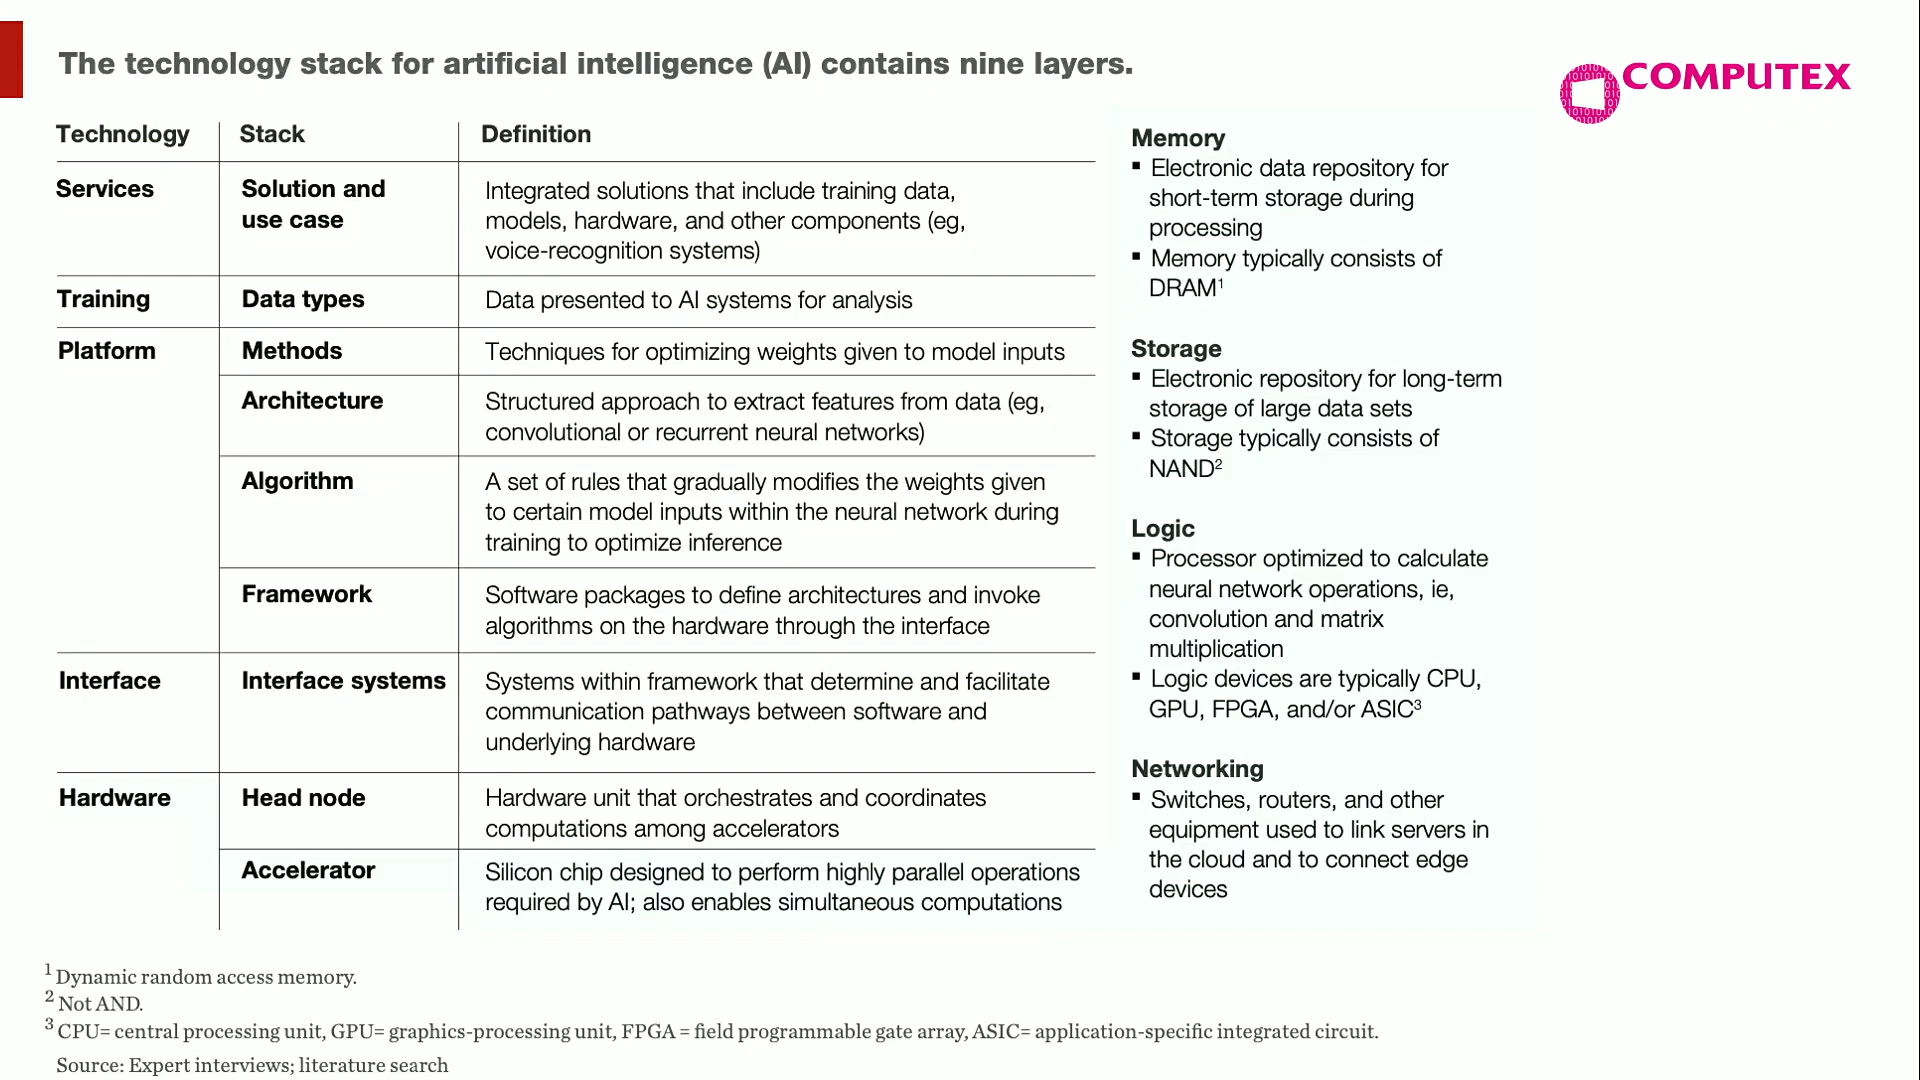 The technology stack for artificial intelligence (AI) contains nine layers.
COMPUTEX
Technology
Stack
Definition
Services
Solution and
use case
Integrated solutions that include training data,
models, hardware, and other components (eg,
voice-recognition systems)
Training
Data types
Data presented to AI systems for analysis
Platform
Methods
Techniques for optimizing weights given to model inputs
Architecture
Structured approach to extract features from data (eg,
convolutional or recurrent neural networks)
Algorithm
A set of rules that gradually modifies the weights given
to certain model inputs within the neural network during
training to optimize inference
Framework
Software packages to define architectures and invoke
algorithms on the hardware through the interface
Interface
Interface systems
Systems within framework that determine and facilitate
communication pathways between software and
underlying hardware
Hardware
Head node
Hardware unit that orchestrates and coordinates
computations among accelerators
Accelerator
Silicon chip designed to perform highly parallel operations
required by AI; also enables simultaneous computations
Memory
▪ Electronic data repository for
short-term storage during
processing
▪ Memory typically consists of
DRAM¹
Storage
▪ Electronic repository for long-term
storage of large data sets
▪ Storage typically consists of
NAND²
Logic
▪ Processor optimized to calculate
neural network operations, ie,
convolution and matrix
multiplication
▪ Logic devices are typically CPU,
GPU, FPGA, and/or ASIC³
Networking
▪ Switches, routers, and other
equipment used to link servers in
the cloud and to connect edge
devices
¹ Dynamic random access memory.
² Not AND.
³ CPU= central processing unit, GPU= graphics-processing unit, FPGA = field programmable gate array, ASIC= application-specific integrated circuit.
Source: Expert interviews; literature search